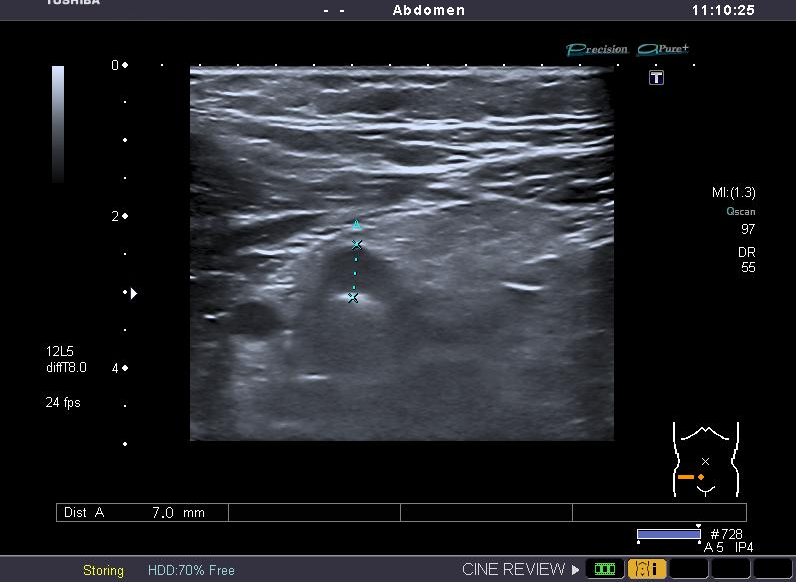 TOSHIBA
- - Abdomen 11:10:25
Precision APure+
0
T
MI:(1.3)
Qscan
97
DR
55
2
12L5
diffT8.0
24 fps
4
Dist A 7.0 mm
#728
A 5 IP4
Storing HDD:70% Free CINE REVIEW
i